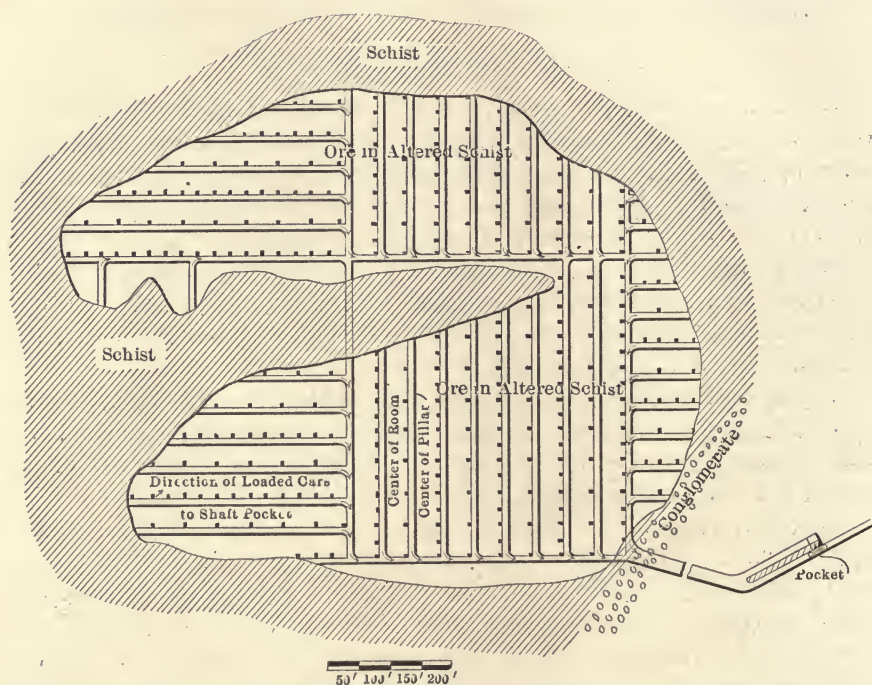 Schist
Ore in Altered Schist
Schist
Ore in Altered Schist
Center of Room
Center of Pillar
Conglomerate
Direction of Loaded Cars
to Shaft Pocket
Pocket
50′ 100′ 150′ 200′